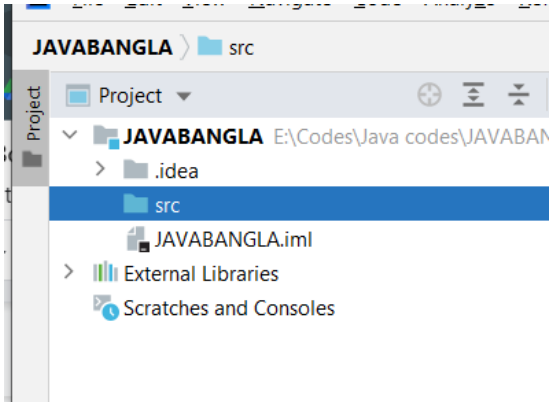 JAVABANGLA src
Project
Project
JAVABANGLA E:\Codes\Java codes\JAVABAN
.idea
src
JAVABANGLA.iml
External Libraries
Scratches and Consoles